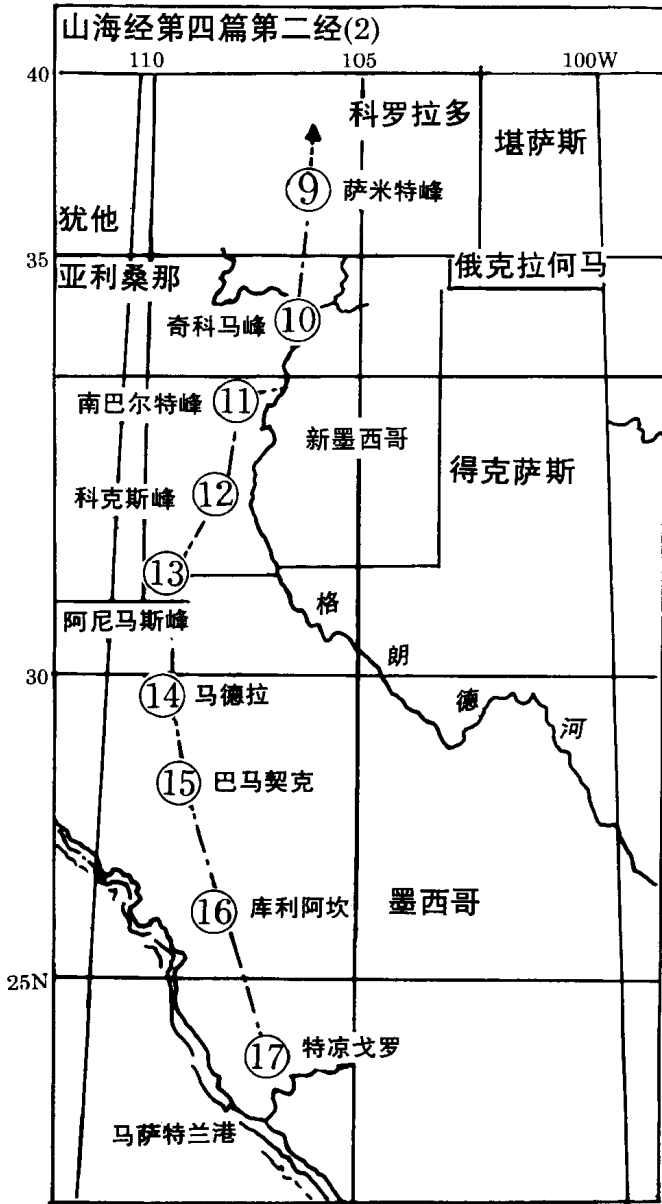 山海经第四篇第二经(2)
110 105 100W
40
科罗拉多
堪萨斯
⑨ 萨米特峰
犹他
35
亚利桑那
俄克拉何马
奇科马峰 ⑩
南巴尔特峰 ⑪
新墨西哥
得克萨斯
科克斯峰 ⑫
⑬
阿尼马斯峰
格朗德河
30
⑭ 马德拉
⑮ 巴马契克
⑯ 库利阿坎
墨西哥
25N
⑰ 特凉戈罗
马萨特兰港